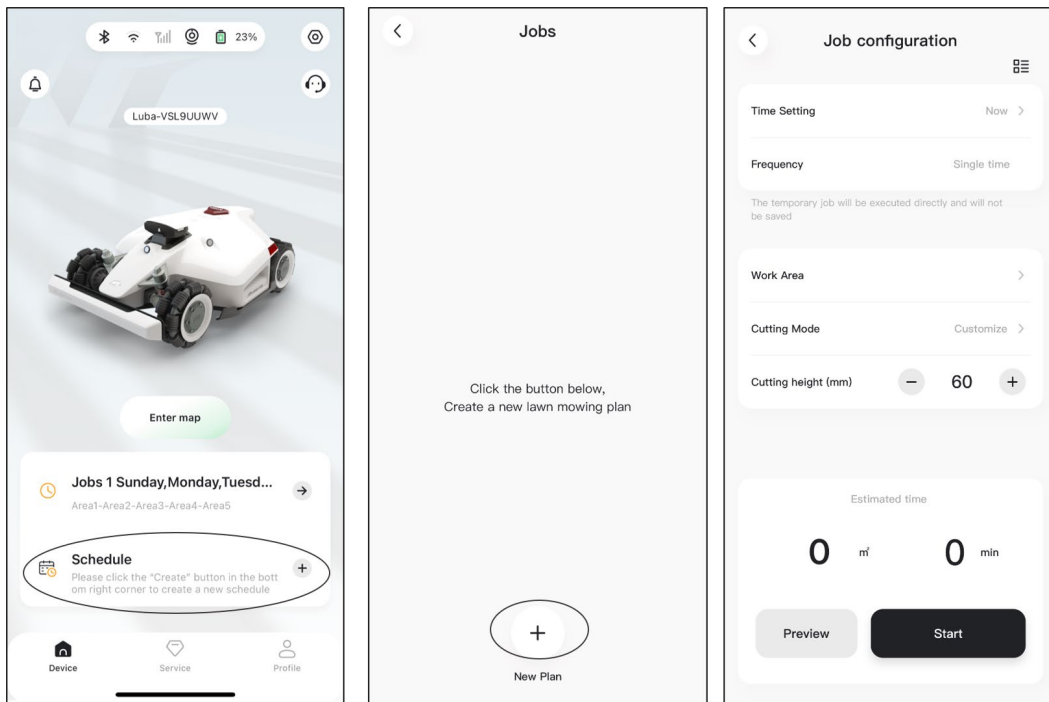 23%
Luba-VSL9UUWV
Enter map
Jobs 1 Sunday,Monday,Tuesd...
Area1-Area2-Area3-Area4-Area5
Schedule
Please click the "Create" button in the bott
om right corner to create a new schedule
Device
Service
Profile
Jobs
Click the button below,
Create a new lawn mowing plan
New Plan
Job configuration
Time Setting Now
Frequency Single time
The temporary job will be executed directly and will not
be saved
Work Area
Cutting Mode Customize
Cutting height (mm) − 60 +
Estimated time
0 ㎡ 0 min
Preview Start